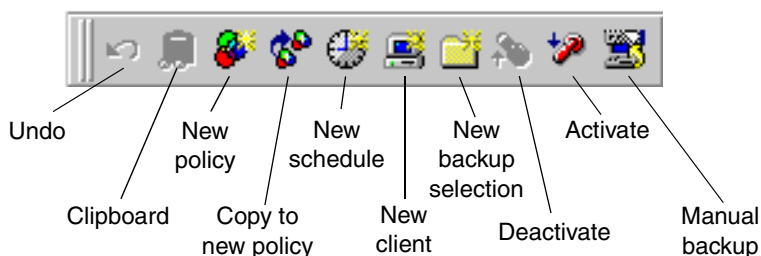 Undo
New
policy
New
schedule
New
backup
selection
Activate
Clipboard
Copy to
new policy
New
client
Deactivate
Manual
backup